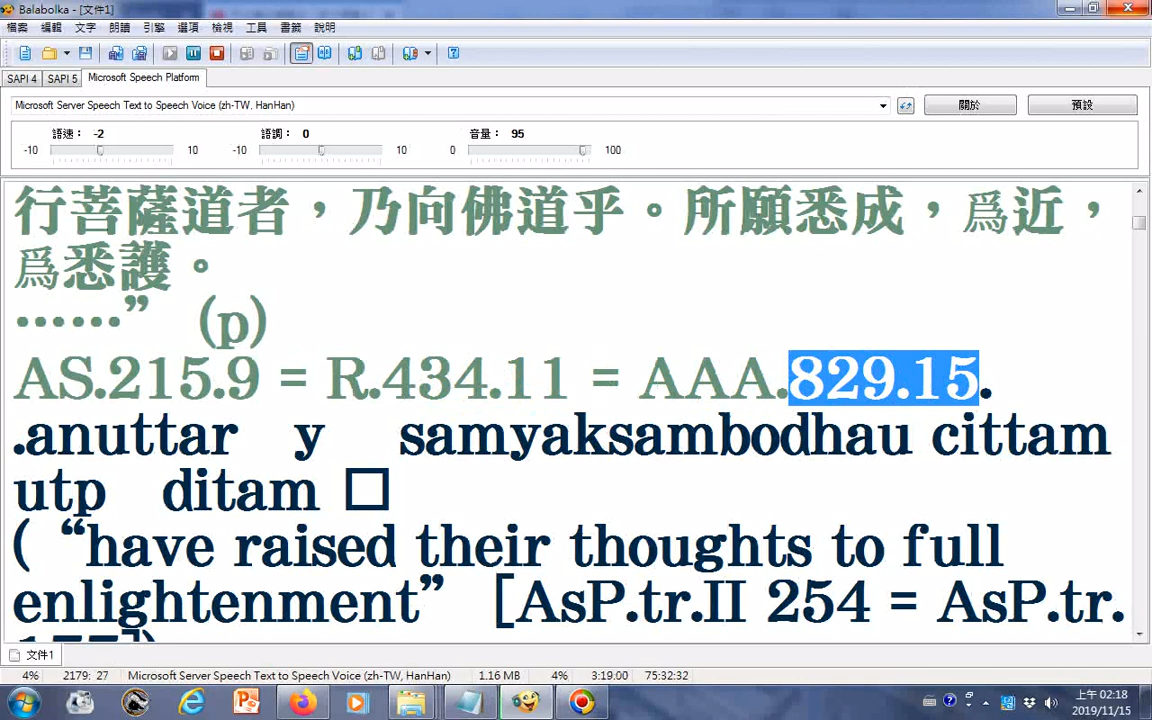 Balabolka - [文件1]
檔案 編輯 文字 朗讀 引擎 選項 檢視 工具 書籤 說明
SAPI 4 SAPI 5 Microsoft Speech Platform
Microsoft Server Speech Text to Speech Voice (zh-TW, HanHan) 關於 預設
語速： -2 語調： 0 音量： 95
-10 10 -10 10 0 100
行菩薩道者，乃向佛道乎。所願悉成，爲近，
爲悉護。
……” (p)
AS.215.9 = R.434.11 = AAA.829.15.
.anuttar y samyaksambodhau cittam
utp ditam □
( “have raised their thoughts to full
enlightenment” [AsP.tr.II 254 = AsP.tr.
文件1
4% 2179: 27 Microsoft Server Speech Text to Speech Voice (zh-TW, HanHan) 1.16 MB 4% 3:19:00 75:32:32
上午 02:18
2019/11/15